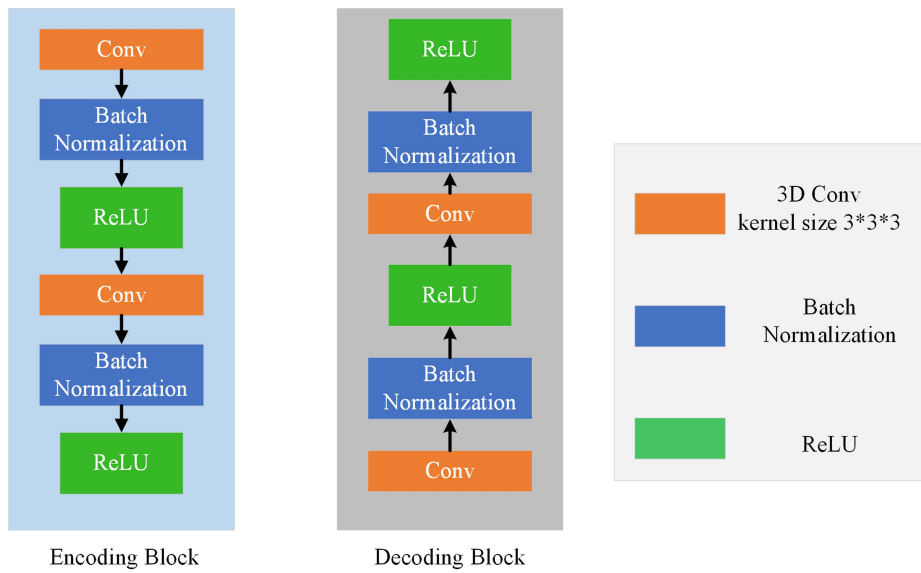 Conv
Batch
Normalization
ReLU
Conv
Batch
Normalization
ReLU
Encoding Block
ReLU
Batch
Normalization
Conv
ReLU
Batch
Normalization
Conv
Decoding Block
3D Conv
kernel size 3*3*3
Batch
Normalization
ReLU